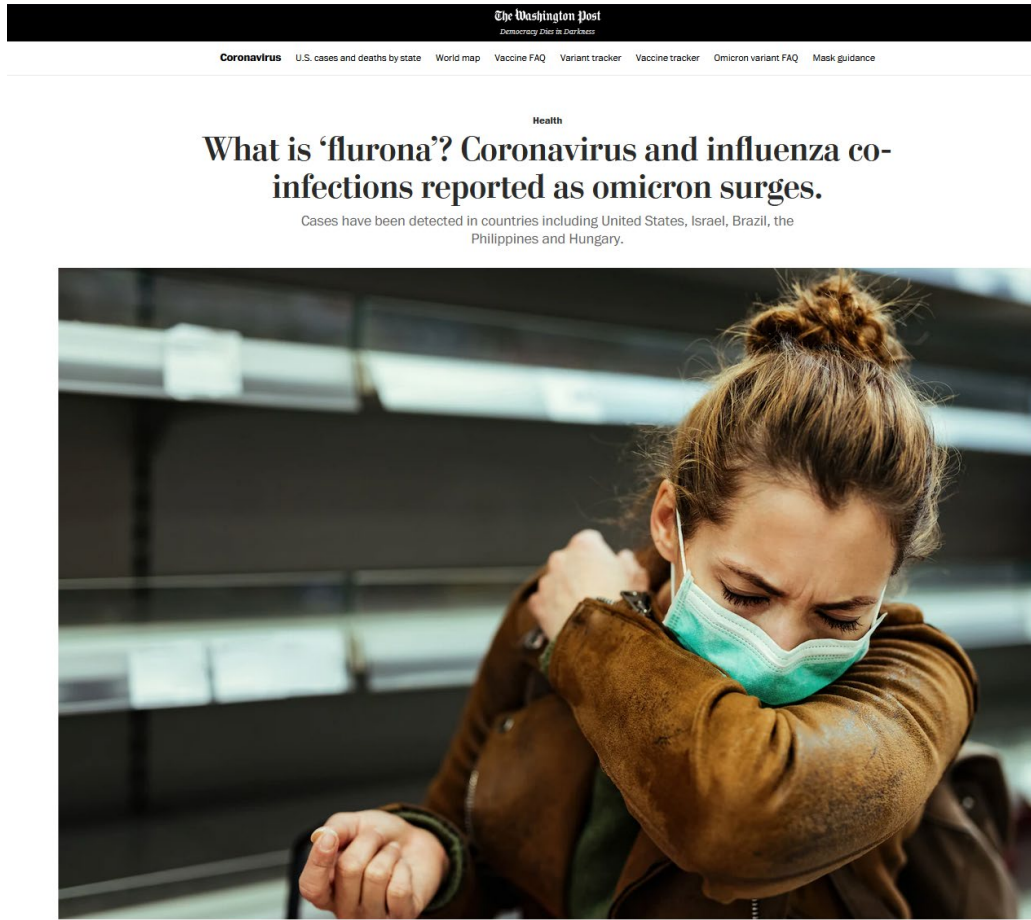 The Washington Post
Democracy Dies in Darkness
Coronavirus U.S. cases and deaths by state World map Vaccine FAQ Variant tracker Vaccine tracker Omicron variant FAQ Mask guidance
Health
What is ‘flurona’? Coronavirus and influenza co-
infections reported as omicron surges.
Cases have been detected in countries including United States, Israel, Brazil, the
Philippines and Hungary.